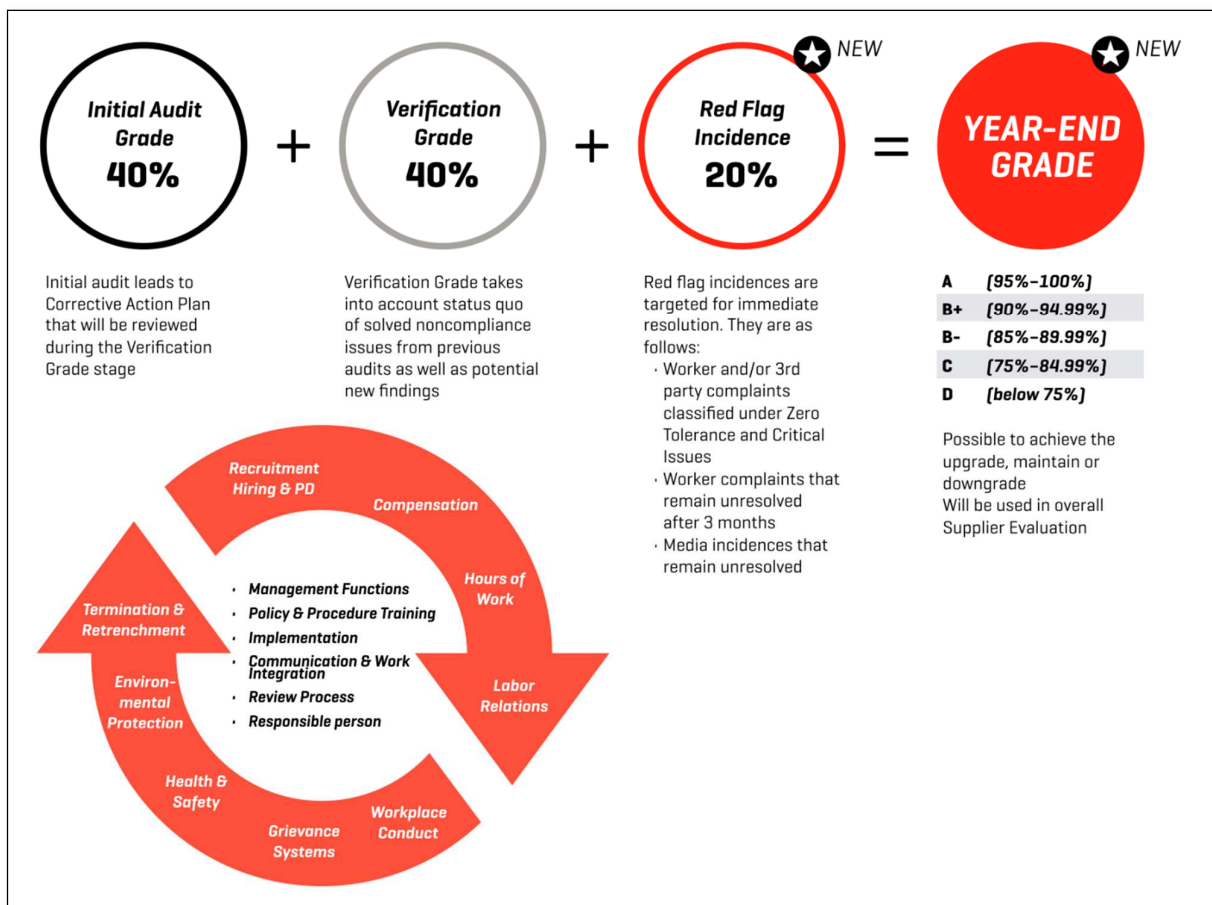 NEW
NEW
Initial Audit
Grade
40%
+
Verification
Grade
40%
+
Red Flag
Incidence
20%
=
YEAR-END
GRADE
Initial audit leads to
Corrective Action Plan
that will be reviewed
during the Verification
Grade stage
Verification Grade takes
into account status quo
of solved noncompliance
issues from previous
audits as well as potential
new findings
Red flag incidences are
targeted for immediate
resolution. They are as
follows:
· Worker and/or 3rd
party complaints
classified under Zero
Tolerance and Critical
Issues
· Worker complaints that
remain unresolved
after 3 months
· Media incidences that
remain unresolved
A (95%–100%)
B+ (90%–94.99%)
B- (85%–89.99%)
C (75%–84.99%)
D (below 75%)
Possible to achieve the
upgrade, maintain or
downgrade
Will be used in overall
Supplier Evaluation
Recruitment
Hiring & PD
Compensation
Hours of
Work
Labor
Relations
Workplace
Conduct
Grievance
Systems
Health &
Safety
Environ-
mental
Protection
Termination &
Retrenchment
· Management Functions
· Policy & Procedure Training
· Implementation
· Communication & Work
Integration
· Review Process
· Responsible person